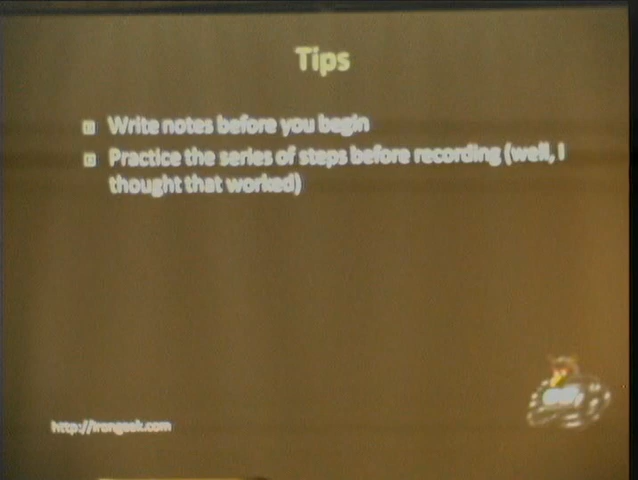 Tips
Write notes before you begin
Practice the series of steps before recording (well, I
thought that worked)
http://irongeek.com